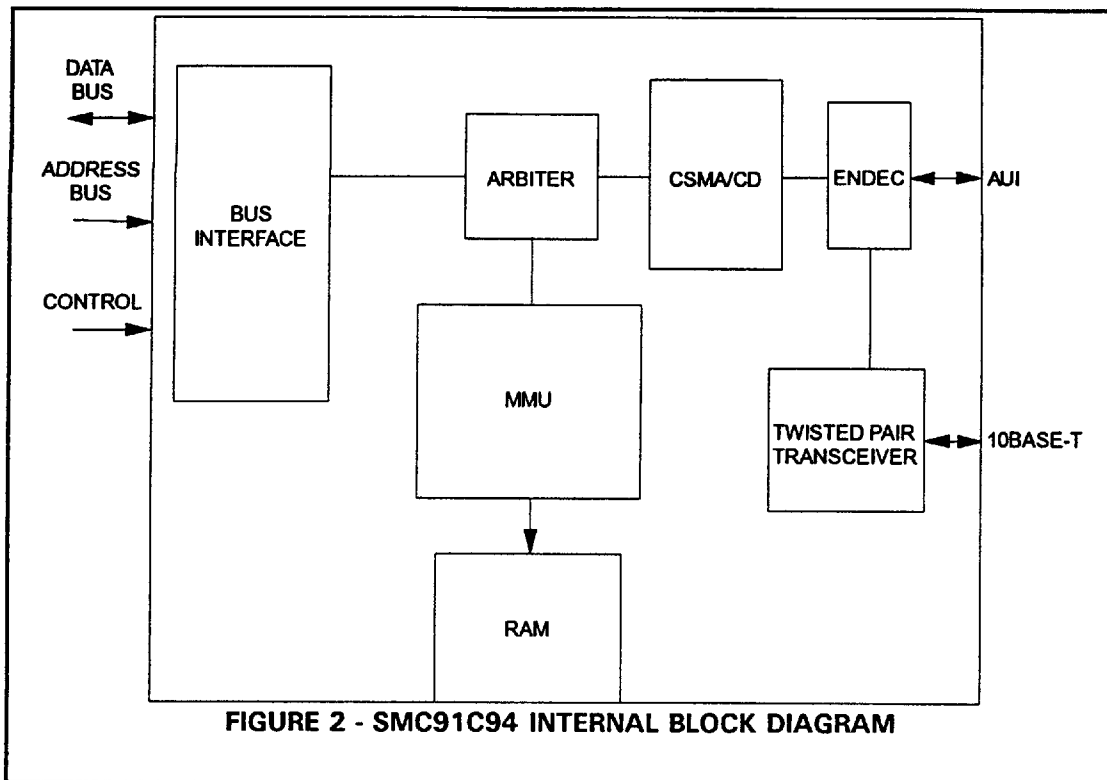 DATA
BUS
ADDRESS
BUS
CONTROL
BUS
INTERFACE
ARBITER
CSMA/CD
ENDEC
AUI
MMU
TWISTED PAIR
TRANSCEIVER
10BASE-T
RAM
FIGURE 2 - SMC91C94 INTERNAL BLOCK DIAGRAM